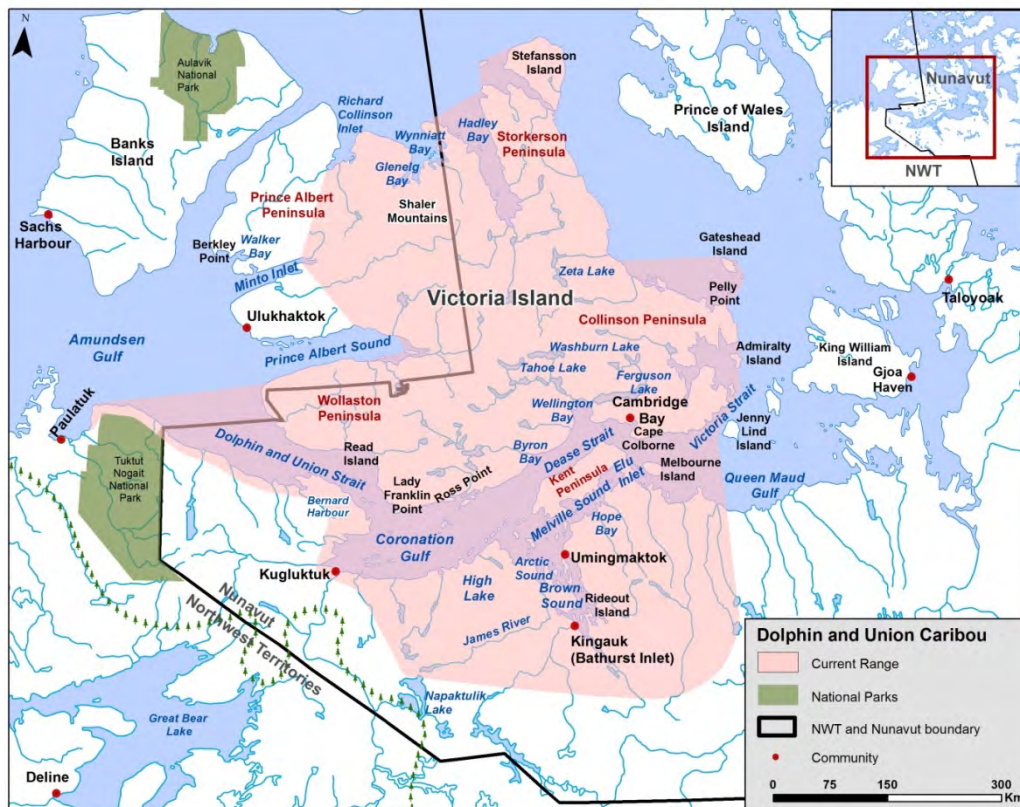 N
Aulavik
National
Park
Banks
Island
Sachs
Harbour
Richard
Collinson
Inlet
Wynniatt
Bay
Hadley
Bay
Glenelg
Bay
Stefansson
Island
Storkerson
Peninsula
Prince of Wales
Island
Nunavut
NWT
Prince Albert
Peninsula
Shaler
Mountains
Berkley
Point
Walker
Bay
Minto Inlet
Ulukhaktok
Victoria Island
Zeta Lake
Gateshead
Island
Pelly
Point
Taloyoak
Collinson Peninsula
Amundsen
Gulf
Prince Albert Sound
Washburn Lake
Tahoe Lake
Ferguson
Lake
Admiralty
Island
King William
Island
Gjoa
Haven
Paulatuk
Wollaston
Peninsula
Wellington
Bay
Cambridge
Bay
Cape
Colborne
Victoria Strait
Jenny
Lind
Island
Tuktut
Nogait
National
Park
Dolphin and Union Strait
Read
Island
Byron
Bay
Dease Strait
Kent
Peninsula
Elu
Inlet
Melbourne
Island
Queen Maud
Gulf
Lady
Franklin
Point
Ross Point
Bernard
Harbour
Melville Sound
Hope
Bay
Coronation
Gulf
Umingmaktok
Kugluktuk
Arctic
Sound
High
Lake
Brown
Sound
Rideout
Island
Nunavut
Northwest Territories
James River
Kingauk
(Bathurst Inlet)
Napaktulik
Lake
Great Bear
Lake
Deline
Dolphin and Union Caribou
Current Range
National Parks
NWT and Nunavut boundary
Community
0 75 150 300
Km